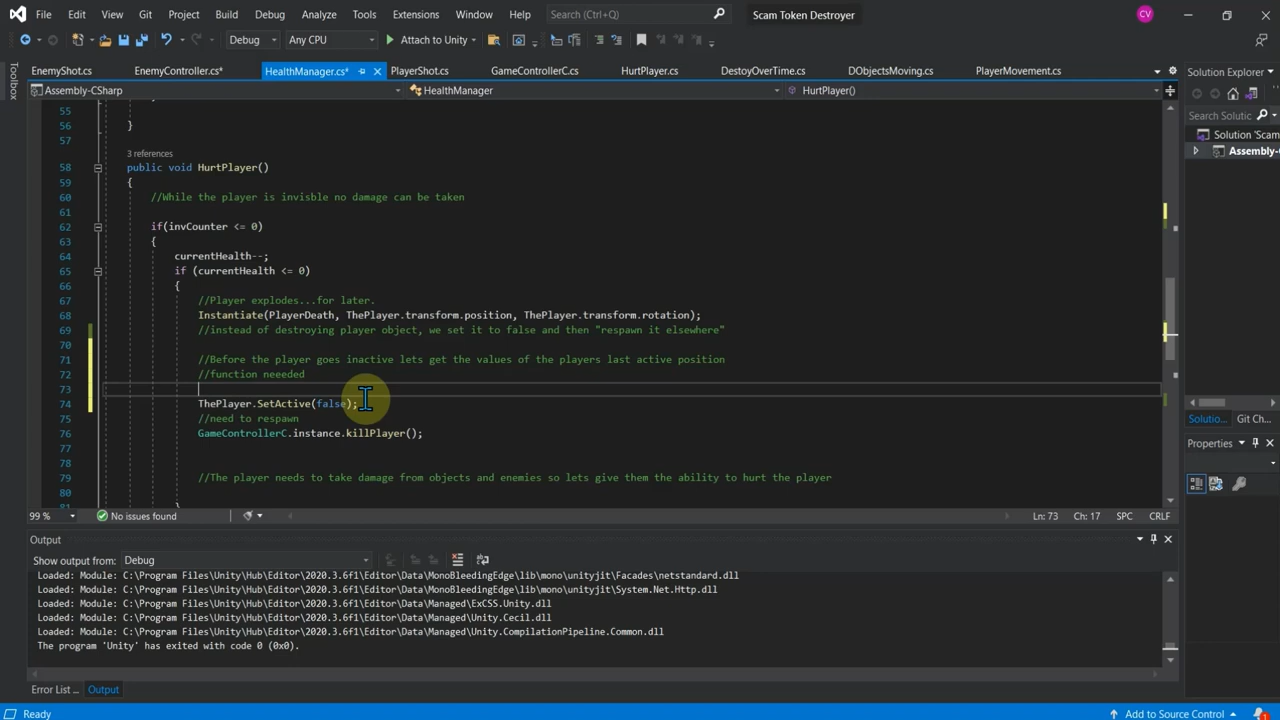 File Edit View Git Project Build Debug Analyze Tools Extensions Window Help Search (Ctrl+Q) Scam Token Destroyer CV
Debug Any CPU Attach to Unity
EnemyShot.cs EnemyController.cs* HealthManager.cs* PlayerShot.cs GameControllerC.cs HurtPlayer.cs DestoyOverTime.cs DObjectsMoving.cs PlayerMovement.cs Solution Explorer
Toolbox
Assembly-CSharp HealthManager HurtPlayer()
Search Solutic
Solution 'Scam
Assembly-
55
56 }
57
3 references
58 public void HurtPlayer()
59 {
60 //While the player is invisble no damage can be taken
61
62 if(invCounter <= 0)
63 {
64 currentHealth--;
65 if (currentHealth <= 0)
66 {
67 //Player explodes...for later.
68 Instantiate(PlayerDeath, ThePlayer.transform.position, ThePlayer.transform.rotation);
69 //instead of destroying player object, we set it to false and then "respawn it elsewhere"
70
71 //Before the player goes inactive lets get the values of the players last active position
72 //function neeeded
73
74 ThePlayer.SetActive(false);
75 //need to respawn
76 GameControllerC.instance.killPlayer();
77
78
79 //The player needs to take damage from objects and enemies so lets give them the ability to hurt the player
80
81
Solutio... Git Ch...
Properties
99 % No issues found Ln: 73 Ch: 17 SPC CRLF
Output
Show output from: Debug
Loaded: Module: C:\Program Files\Unity\Hub\Editor\2020.3.6f1\Editor\Data\MonoBleedingEdge\lib\mono\unityjit\Facades\netstandard.dll
Loaded: Module: C:\Program Files\Unity\Hub\Editor\2020.3.6f1\Editor\Data\MonoBleedingEdge\lib\mono\unityjit\System.Net.Http.dll
Loaded: Module: C:\Program Files\Unity\Hub\Editor\2020.3.6f1\Editor\Data\Managed\ExCSS.Unity.dll
Loaded: Module: C:\Program Files\Unity\Hub\Editor\2020.3.6f1\Editor\Data\Managed\Unity.Cecil.dll
Loaded: Module: C:\Program Files\Unity\Hub\Editor\2020.3.6f1\Editor\Data\Managed\Unity.CompilationPipeline.Common.dll
The program 'Unity' has exited with code 0 (0x0).
Error List ... Output
Ready Add to Source Control